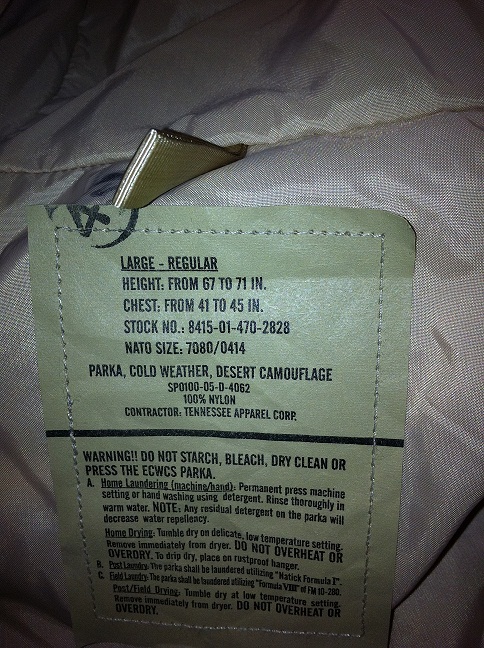 LARGE - REGULAR
HEIGHT: FROM 67 TO 71 IN.
CHEST: FROM 41 TO 45 IN.
STOCK NO.: 8415-01-470-2828
NATO SIZE: 7080/0414
PARKA, COLD WEATHER, DESERT CAMOUFLAGE
SPO100-05-D-4062
100% NYLON
CONTRACTOR: TENNESSEE APPAREL CORP.
WARNING!! DO NOT STARCH, BLEACH, DRY CLEAN OR
PRESS THE ECWCS PARKA.
A. Home Laundering (machine/hand): Permanent press machine
setting or hand washing using detergent. Rinse thoroughly in
warm water. NOTE: Any residual detergent on the parka will
decrease water repellency.
Home Drying: Tumble dry on delicate, low temperature setting.
Remove immediately from dryer. DO NOT OVERHEAT OR
OVERDRY. To drip dry, place on rustproof hanger.
B. Post Laundry: The parka shall be laundered utilizing "Natick Formula I".
C. Field Laundry: The parka shall be laundered utilizing "Formula VIII" of FM 10-280.
Post/Field Drying: Tumble dry at low temperature setting.
Remove immediately from dryer. DO NOT OVERHEAT OR
OVERDRY.